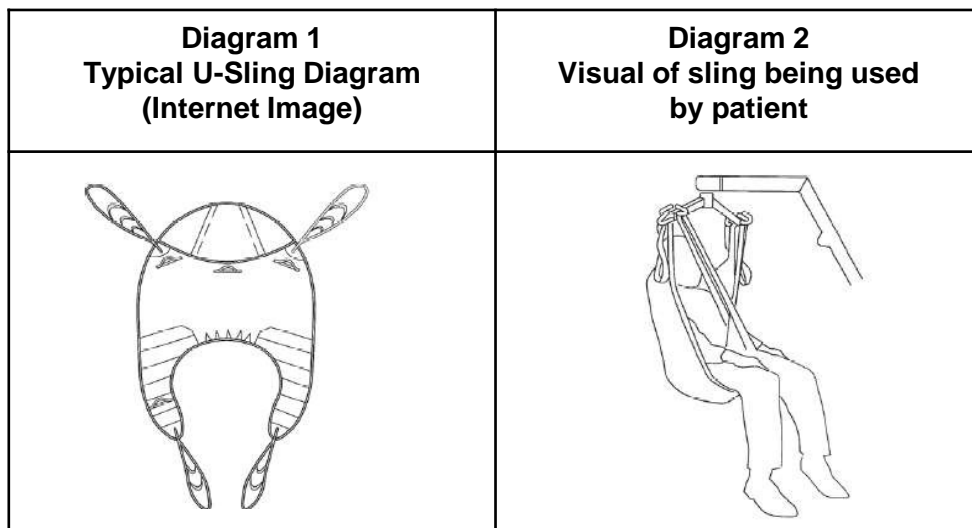 Diagram 1
Typical U-Sling Diagram
(Internet Image)
Diagram 2
Visual of sling being used
by patient